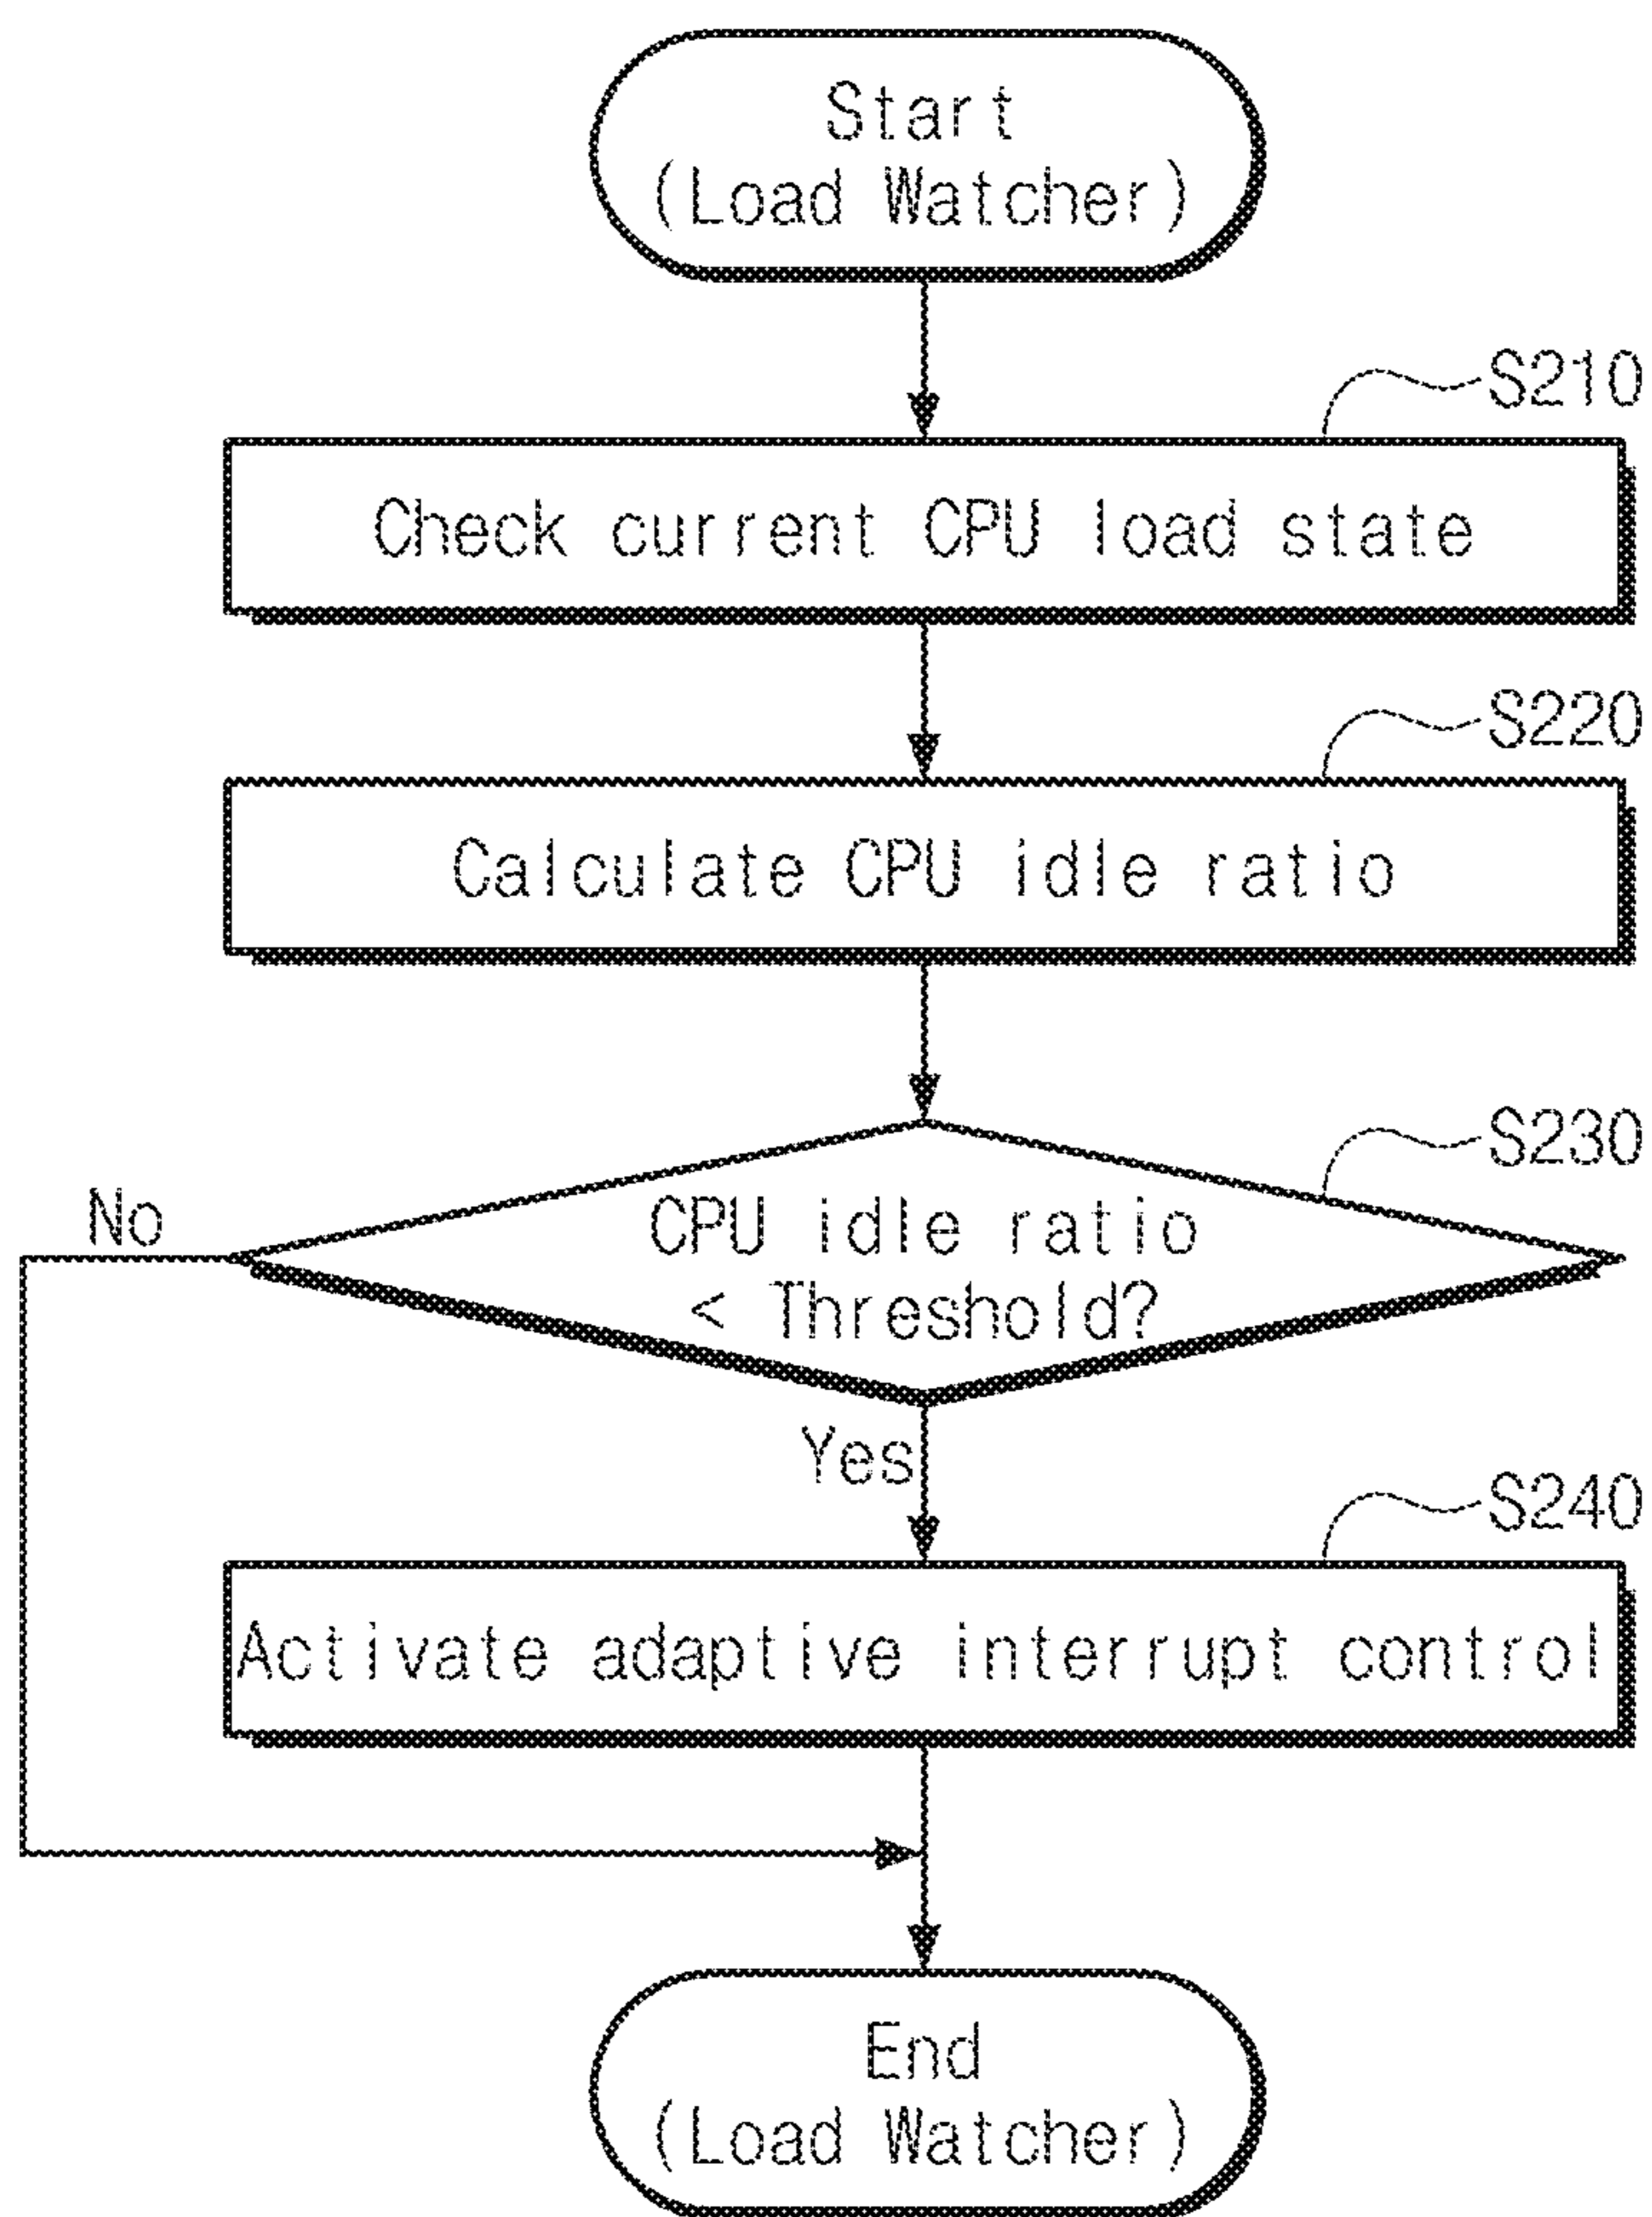 Start
(Load Watcher)
S210
Check current CPU load state
S220
Calculate CPU idle ratio
S230
No
CPU idle ratio
< Threshold?
Yes
S240
Activate adaptive interrupt control
End
(Load Watcher)